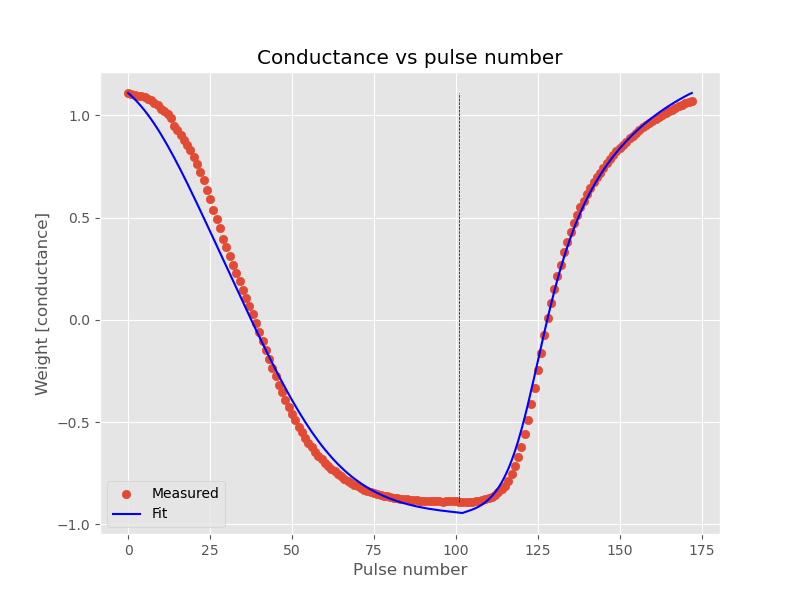 Conductance vs pulse number
1.0
0.5
0.0
−0.5
−1.0
Weight [conductance]
Measured
Fit
0 25 50 75 100 125 150 175
Pulse number